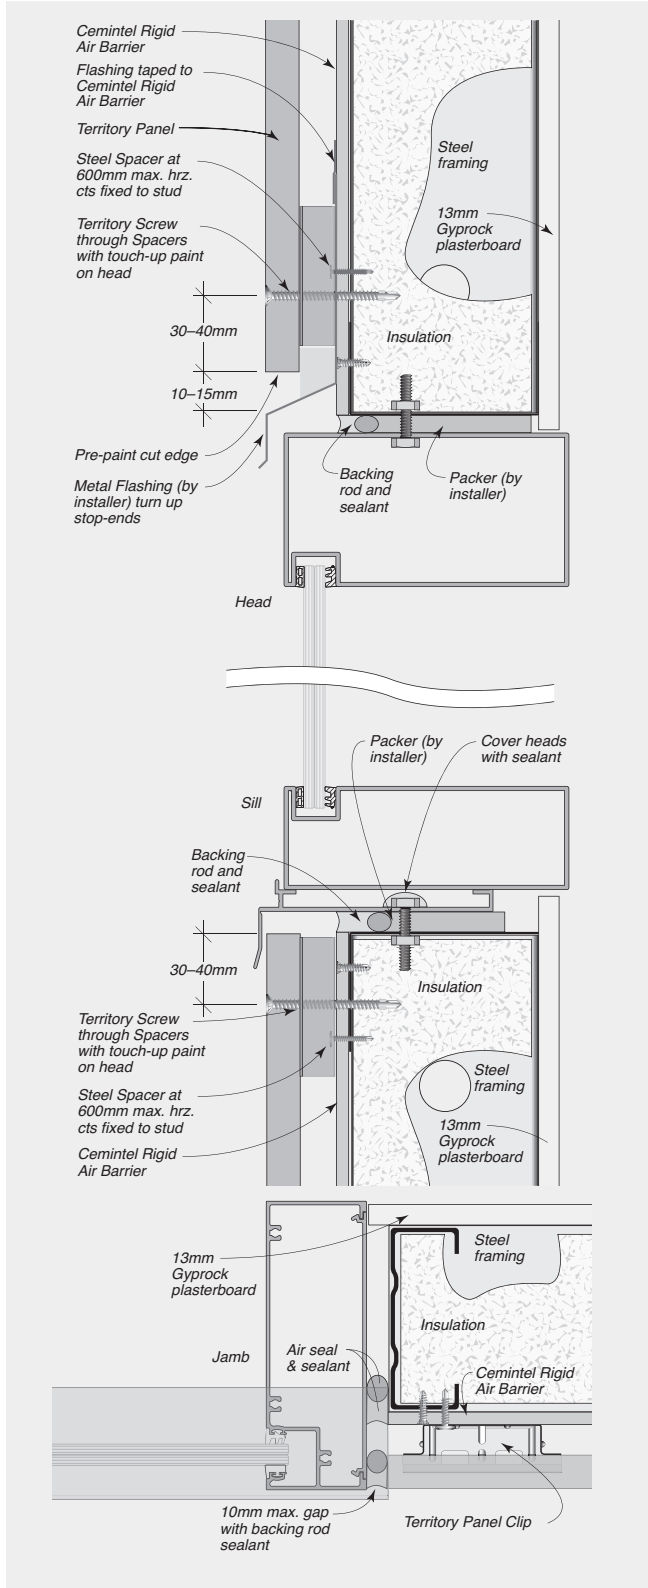 Cemintel Rigid
Air Barrier
Flashing taped to
Cemintel Rigid
Air Barrier
Territory Panel
Steel Spacer at
600mm max. hrz.
cts fixed to stud
Territory Screw
through Spacers
with touch-up paint
on head
30–40mm
10–15mm
Pre-paint cut edge
Metal Flashing (by
installer) turn up
stop-ends
Steel
framing
13mm
Gyprock
plasterboard
Insulation
Backing
rod and
sealant
Packer (by
installer)
Head
Packer (by
installer)
Cover heads
with sealant
Sill
Backing
rod and
sealant
30–40mm
Insulation
Territory Screw
through Spacers
with touch-up paint
on head
Steel Spacer at
600mm max. hrz.
cts fixed to stud
Cemintel Rigid
Air Barrier
Steel
framing
13mm
Gyprock
plasterboard
13mm
Gyprock
plasterboard
Steel
framing
Insulation
Jamb
Air seal
& sealant
Cemintel Rigid
Air Barrier
10mm max. gap
with backing rod
sealant
Territory Panel Clip